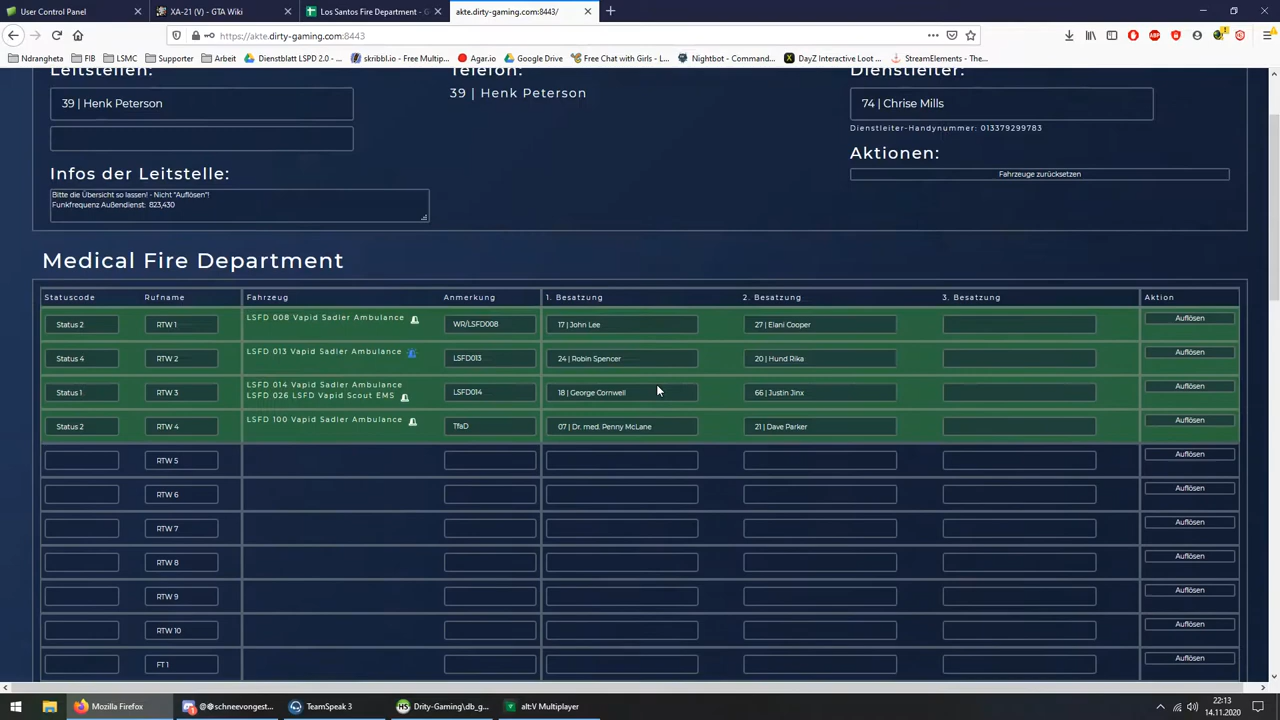 User Control Panel
XA-21 (V) - GTA Wiki
Los Santos Fire Department - G
akte.dirty-gaming.com:8443/
https://akte.dirty-gaming.com:8443
Ndrangheta FIB LSMC Supporter Arbeit Dienstblatt LSPD 2.0 -... skribbl.io - Free Multip... Agar.io Google Drive Free Chat with Girls - L... Nightbot - Command... DayZ Interactive Loot ... StreamElements - The...
Leitstellen: Telefon: Dienstleiter:
39 | Henk Peterson 39 | Henk Peterson 74 | Chrise Mills
Dienstleiter-Handynummer: 013379299783
Aktionen:
Infos der Leitstelle: Fahrzeuge zurücksetzen
Bitte die Übersicht so lassen! - Nicht "Auflösen"!
Funkfrequenz Außendienst: 823,430
Medical Fire Department
Statuscode Rufname Fahrzeug Anmerkung 1. Besatzung 2. Besatzung 3. Besatzung Aktion
Status 2 RTW 1 LSFD 008 Vapid Sadler Ambulance WR/LSFD008 17 | John Lee 27 | Elani Cooper Auflösen
Status 4 RTW 2 LSFD 013 Vapid Sadler Ambulance LSFD013 24 | Robin Spencer 20 | Hund Rika Auflösen
Status 1 RTW 3 LSFD 014 Vapid Sadler Ambulance LSFD014 18 | George Cornwell 66 | Justin Jinx Auflösen
LSFD 026 LSFD Vapid Scout EMS
Status 2 RTW 4 LSFD 100 Vapid Sadler Ambulance TfaD 07 | Dr. med. Penny McLane 21 | Dave Parker Auflösen
RTW 5 Auflösen
RTW 6 Auflösen
RTW 7 Auflösen
RTW 8 Auflösen
RTW 9 Auflösen
RTW 10 Auflösen
FT 1 Auflösen
Mozilla Firefox @@schneevongest... TeamSpeak 3 Drity-Gaming\db_g... alt:V Multiplayer 22:13
14.11.2020